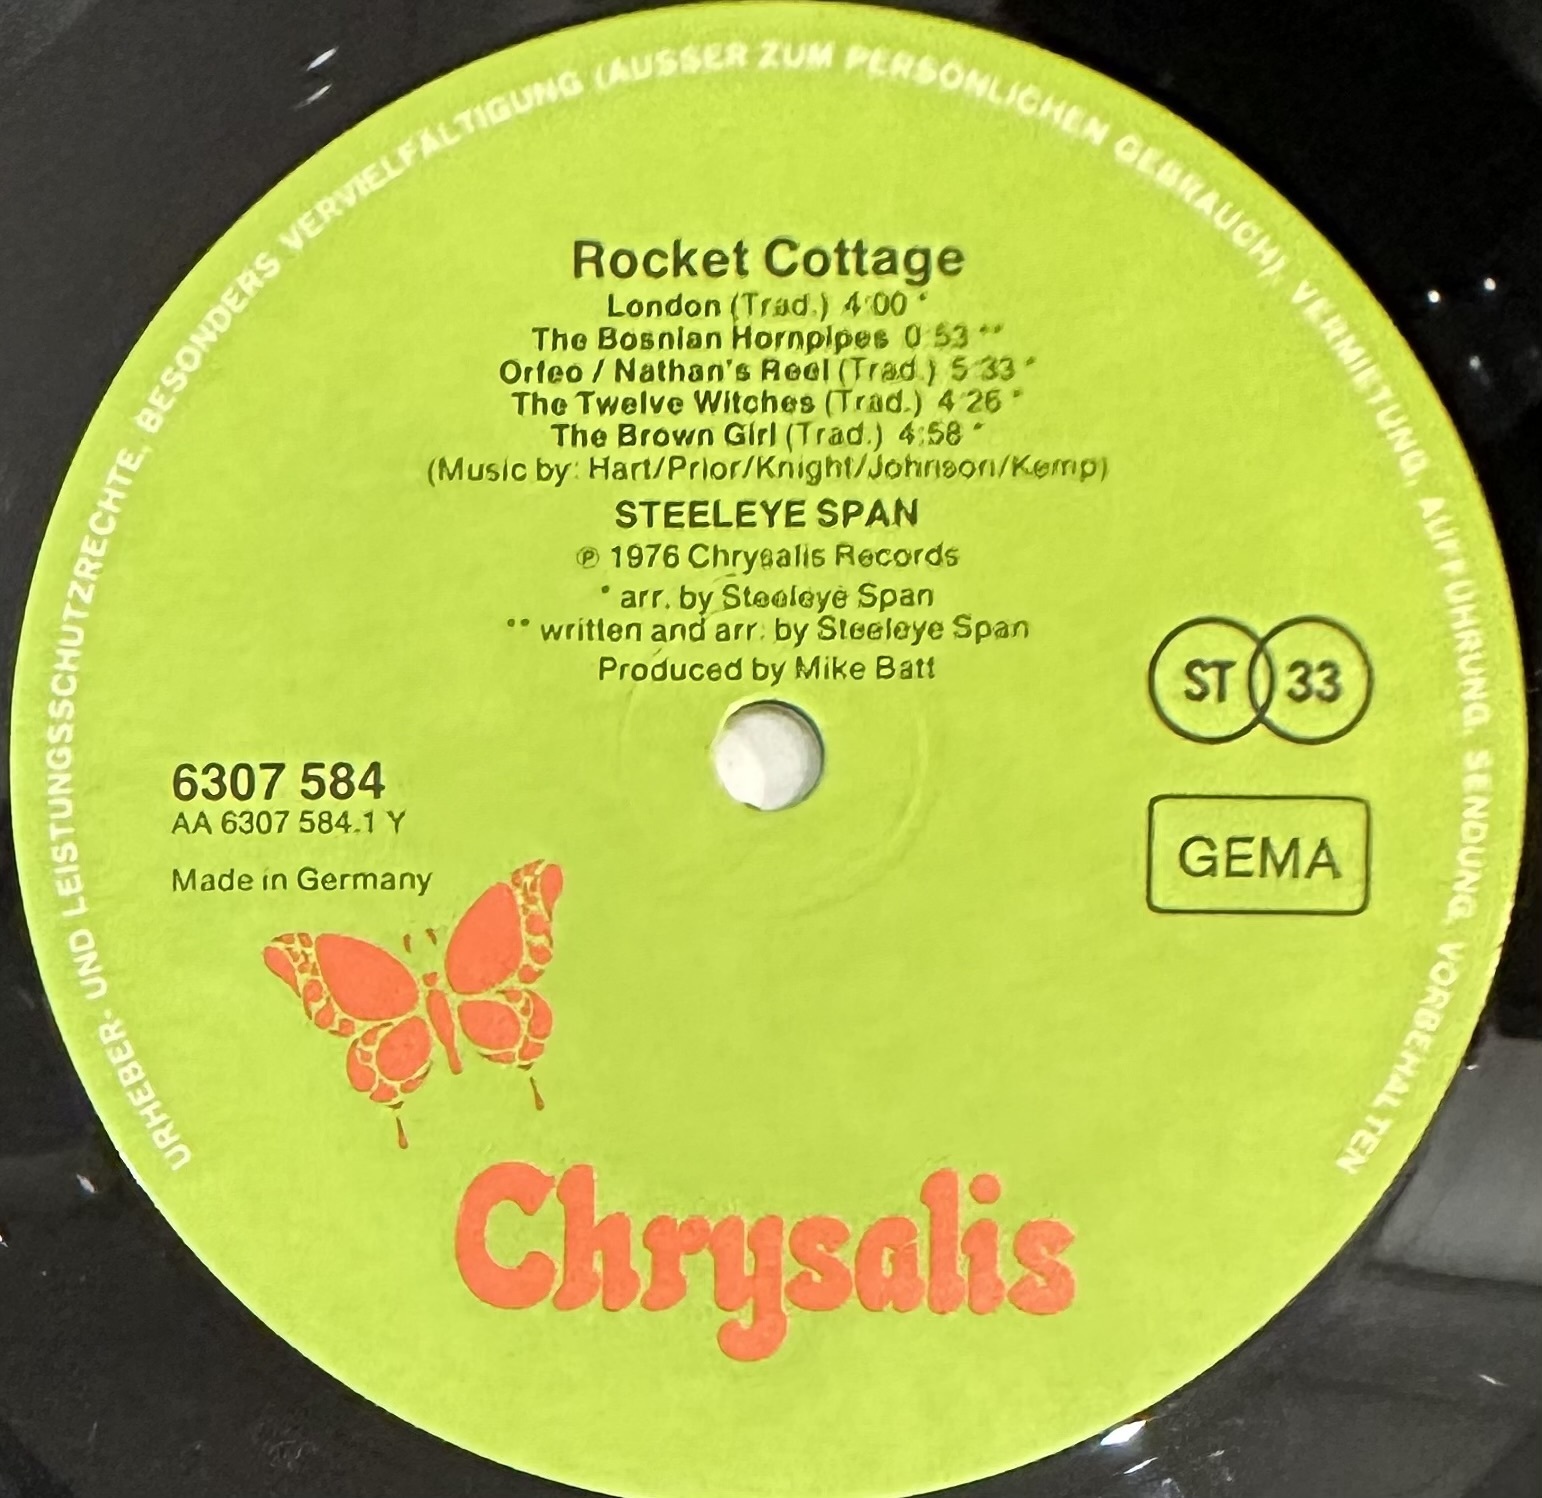 URHEBER- UND LEISTUNGSSCHUTZRECHTE, BESONDERS VERVIELFÄLTIGUNG (AUSSER ZUM PERSÖNLICHEN GEBRAUCH), VERMIETUNG, AUFFÜHRUNG, SENDUNG, VORBEHALTEN
Rocket Cottage
London (Trad.) 4:00 *
The Bosnian Hornpipes 0:53 **
Orfeo / Nathan's Reel (Trad.) 5:33 *
The Twelve Witches (Trad.) 4:26 *
The Brown Girl (Trad.) 4:58 *
(Music by: Hart/Prior/Knight/Johnson/Kemp)
STEELEYE SPAN
℗ 1976 Chrysalis Records
* arr. by Steeleye Span
** written and arr. by Steeleye Span
Produced by Mike Batt
ST 33
6307 584
AA 6307 584.1 Y
GEMA
Made in Germany
Chrysalis